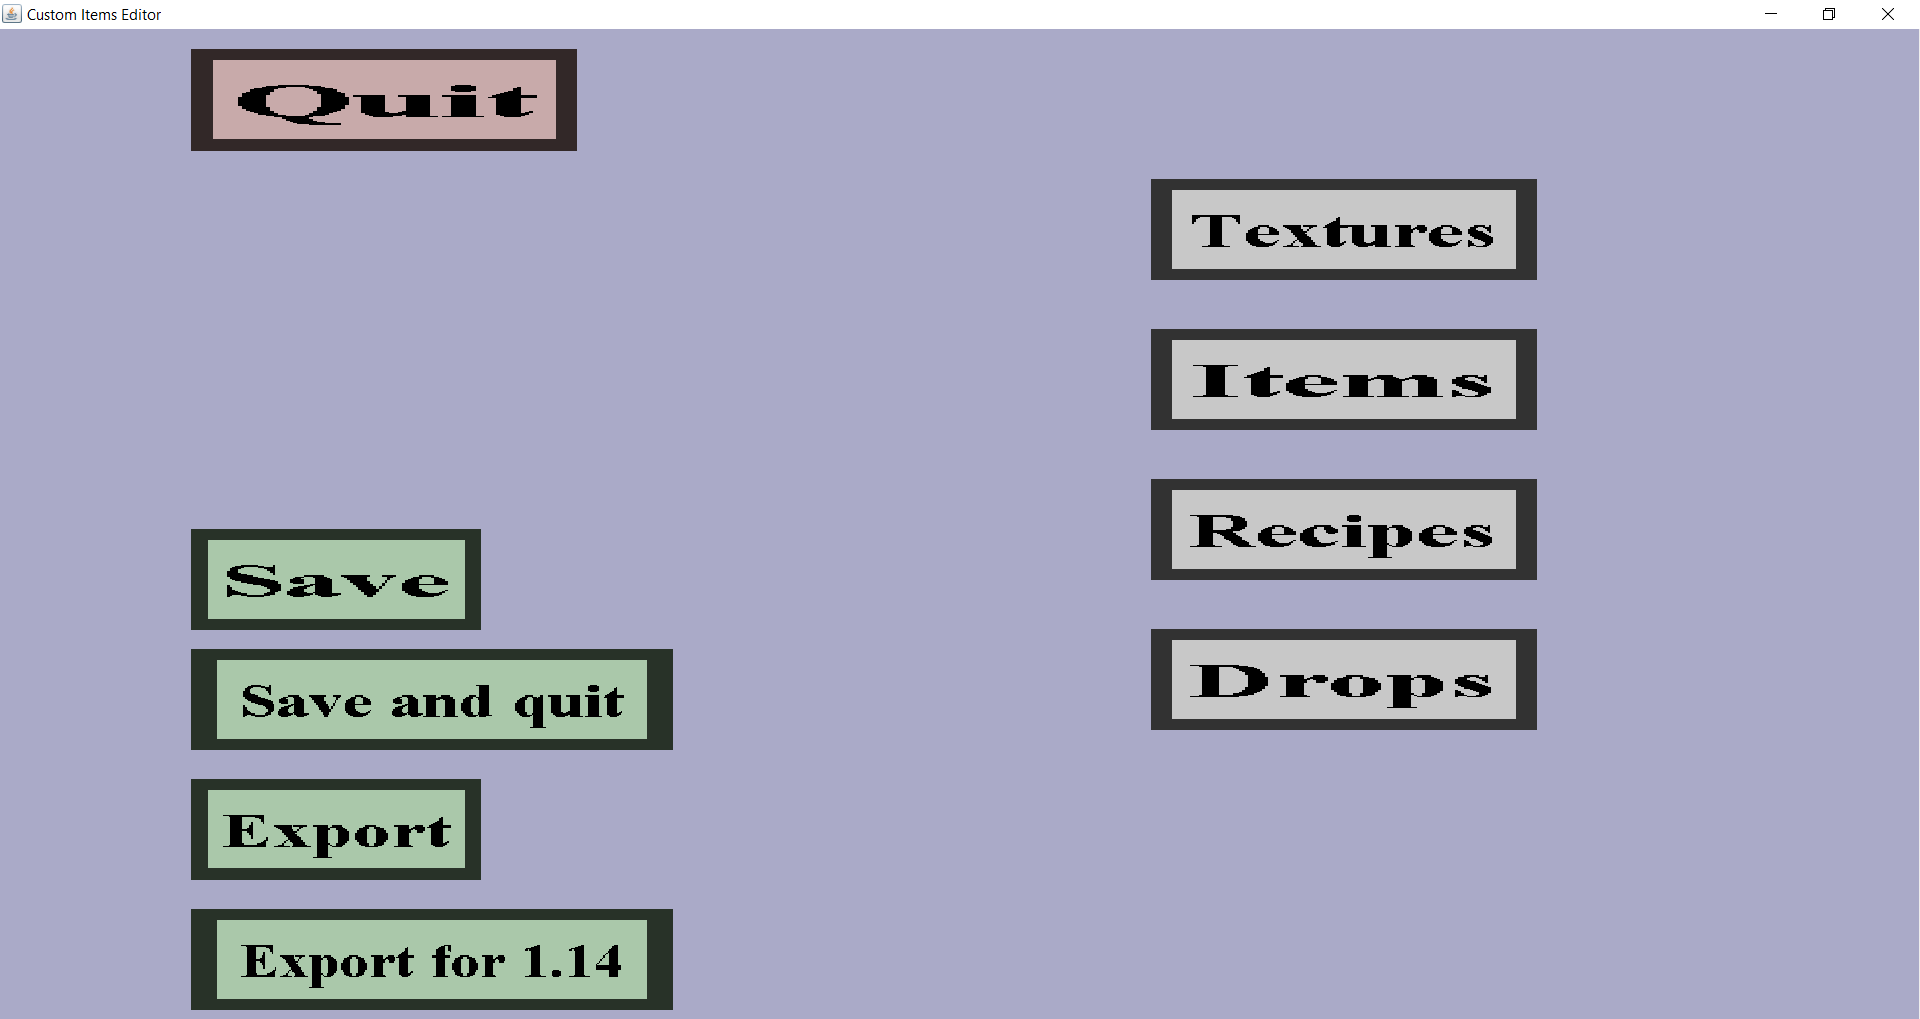 Custom Items Editor
Quit
Textures
Items
Recipes
Drops
Save
Save and quit
Export
Export for 1.14